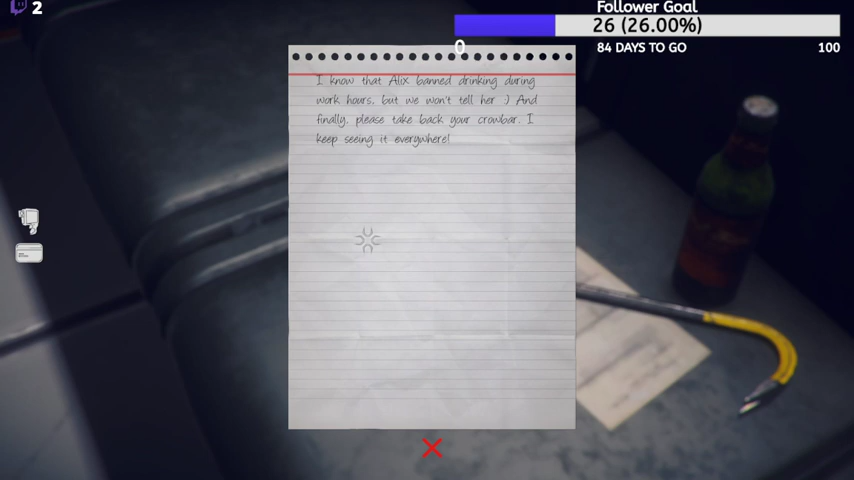 2
Follower Goal
26 (26.00%)
0
84 DAYS TO GO
100
I know that Alix banned drinking during
work hours, but we won't tell her :) And
finally, please take back your crowbar. I
keep seeing it everywhere!